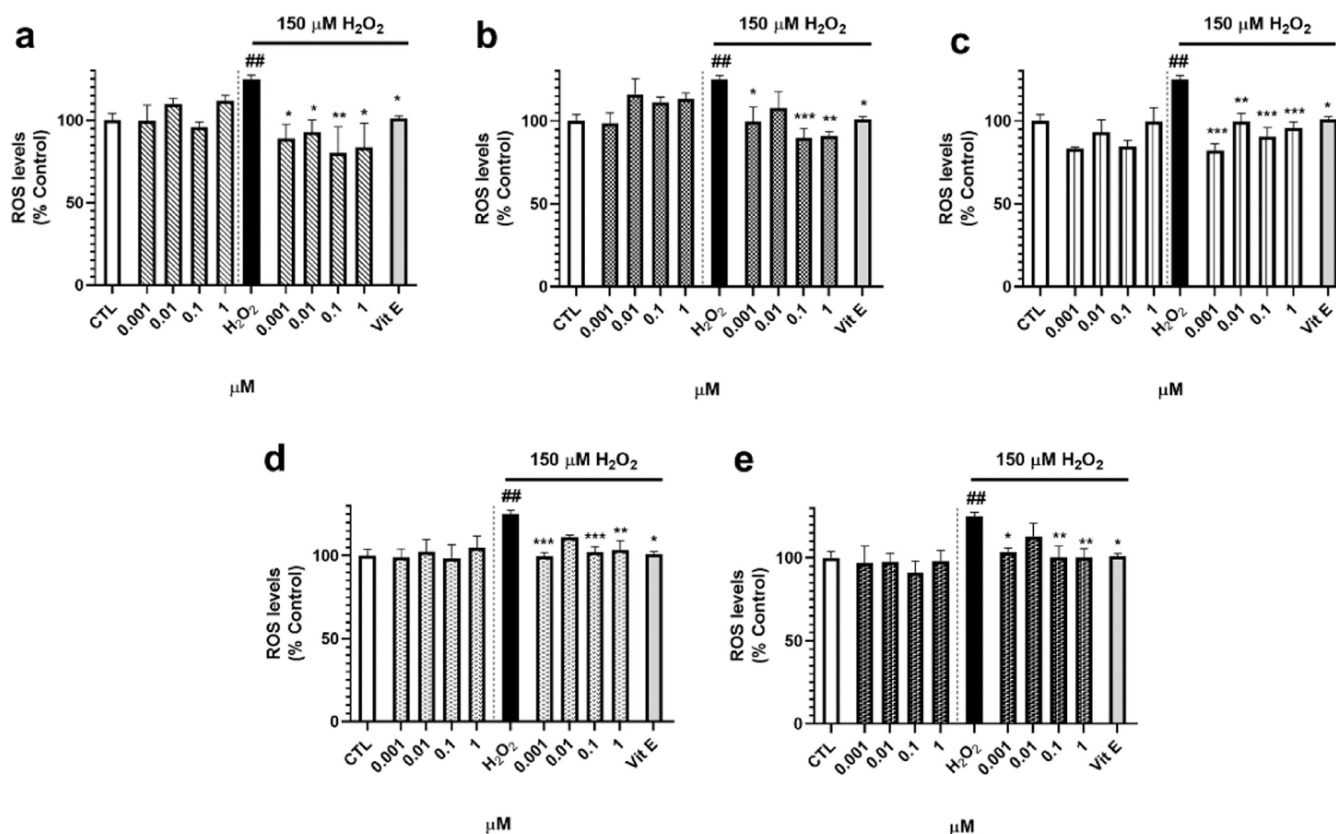 a
150 µM H₂O₂
ROS levels
(% Control)
100
50
0
##
* * ** * *
CTL 0.001 0.01 0.1 1 H₂O₂ 0.001 0.01 0.1 1 Vit E
µM
b
150 µM H₂O₂
ROS levels
(% Control)
100
50
0
##
* *** ** *
CTL 0.001 0.01 0.1 1 H₂O₂ 0.001 0.01 0.1 1 Vit E
µM
c
150 µM H₂O₂
ROS levels
(% Control)
100
50
0
##
*** ** *** *** *
CTL 0.001 0.01 0.1 1 H₂O₂ 0.001 0.01 0.1 1 Vit E
µM
d
150 µM H₂O₂
ROS levels
(% Control)
100
50
0
##
*** *** ** *
CTL 0.001 0.01 0.1 1 H₂O₂ 0.001 0.01 0.1 1 Vit E
µM
e
150 µM H₂O₂
ROS levels
(% Control)
100
50
0
##
* ** ** *
CTL 0.001 0.01 0.1 1 H₂O₂ 0.001 0.01 0.1 1 Vit E
µM